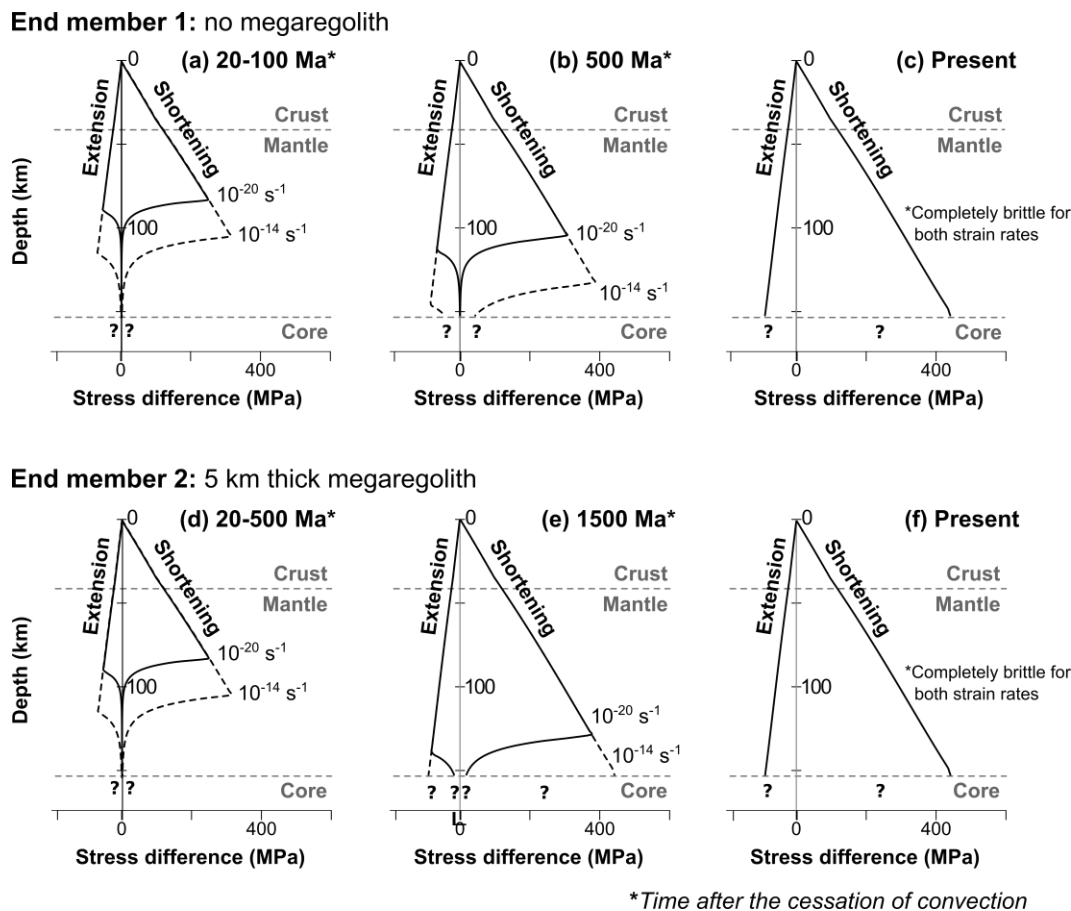 End member 1: no megaregolith
(a) 20-100 Ma*
0
Extension
Shortening
Crust
Mantle
10-20 s-1
100
10-14 s-1
? ?
Core
Depth (km)
0
400
Stress difference (MPa)
(b) 500 Ma*
Extension
Shortening
Crust
Mantle
10-20 s-1
100
10-14 s-1
? ?
Core
0
400
Stress difference (MPa)
(c) Present
0
Extension
Shortening
Crust
Mantle
*Completely brittle for
both strain rates
100
? ?
Core
0
400
Stress difference (MPa)
End member 2: 5 km thick megaregolith
(d) 20-500 Ma*
0
Extension
Shortening
Crust
Mantle
10-20 s-1
100
10-14 s-1
? ?
Core
Depth (km)
0
400
Stress difference (MPa)
(e) 1500 Ma*
0
Extension
Shortening
Crust
Mantle
100
10-20 s-1
10-14 s-1
? ? ? ?
Core
L
0
400
Stress difference (MPa)
(f) Present
0
Extension
Shortening
Crust
Mantle
*Completely brittle for
both strain rates
100
? ?
Core
0
400
Stress difference (MPa)
*Time after the cessation of convection